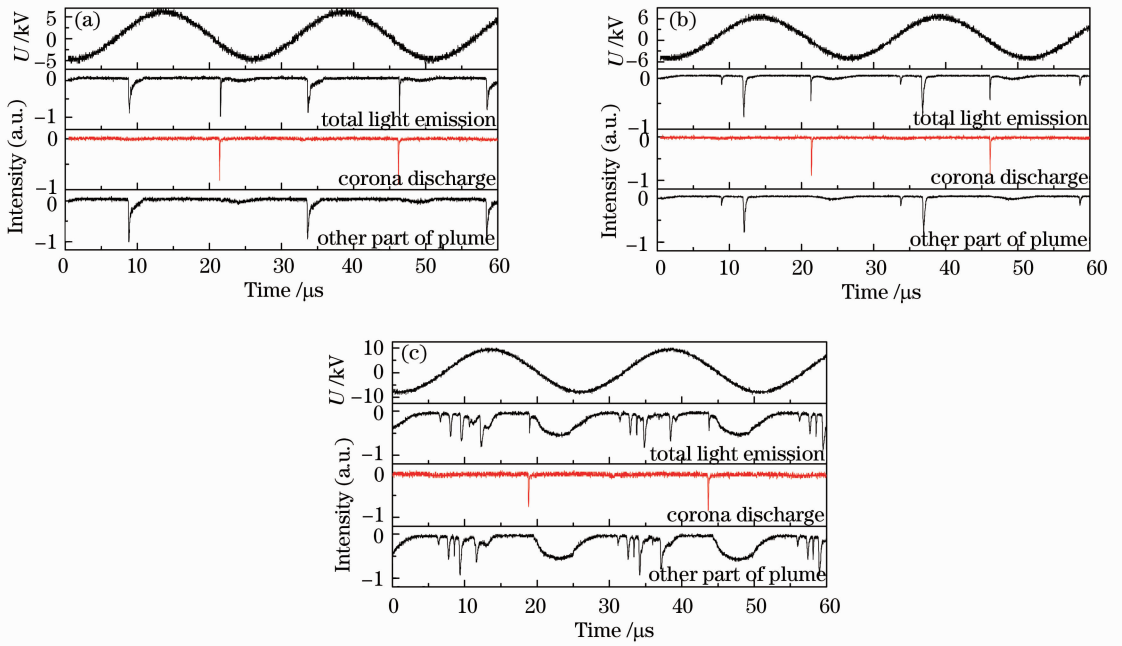 (a)
U /kV
5
0
−5
0
−1
total light emission
0
−1
corona discharge
0
−1
other part of plume
Intensity (a.u.)
0 10 20 30 40 50 60
Time /μs
(b)
U /kV
6
0
−6
0
−1
total light emission
0
−1
corona discharge
0
−1
other part of plume
Intensity (a.u.)
0 10 20 30 40 50 60
Time /μs
(c)
U /kV
10
0
−10
0
−1
total light emission
0
−1
corona discharge
0
−1
other part of plume
Intensity (a.u.)
0 10 20 30 40 50 60
Time /μs